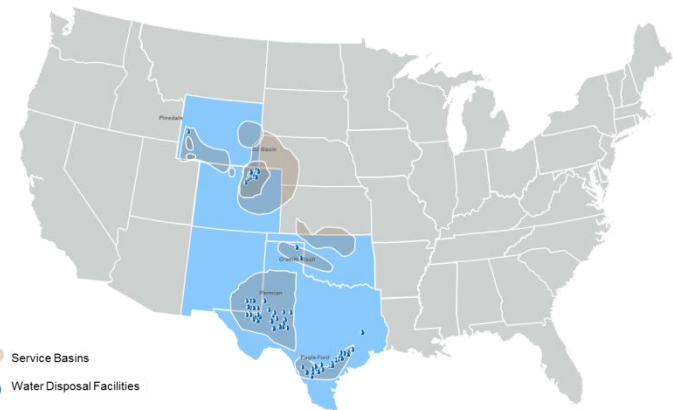 Pinedale
DJ Basin
Granite Wash
Permian
Eagle Ford
Service Basins
Water Disposal Facilities